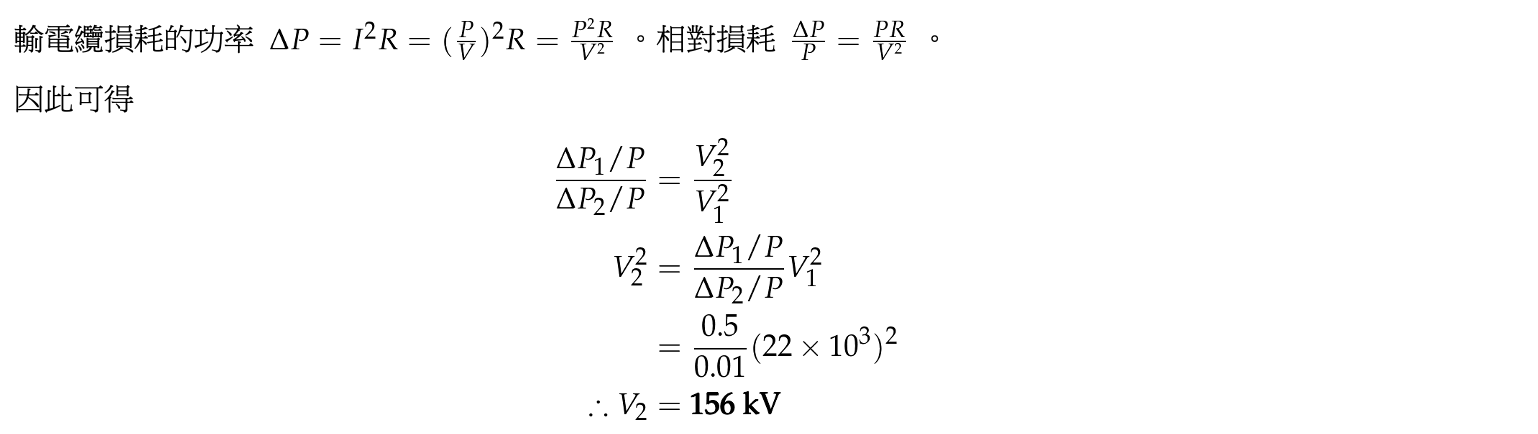 輸電纜損耗的功率 $\Delta P = I^2R = (\frac{P}{V})^2R = \frac{P^2R}{V^2}$ 。相對損耗 $\frac{\Delta P}{P} = \frac{PR}{V^2}$ 。
因此可得
$\frac{\Delta P_1/P}{\Delta P_2/P} = \frac{V_2^2}{V_1^2}$
$V_2^2 = \frac{\Delta P_1/P}{\Delta P_2/P}V_1^2$
$= \frac{0.5}{0.01}(22 \times 10^3)^2$
$\therefore V_2 = \textbf{156 kV}$